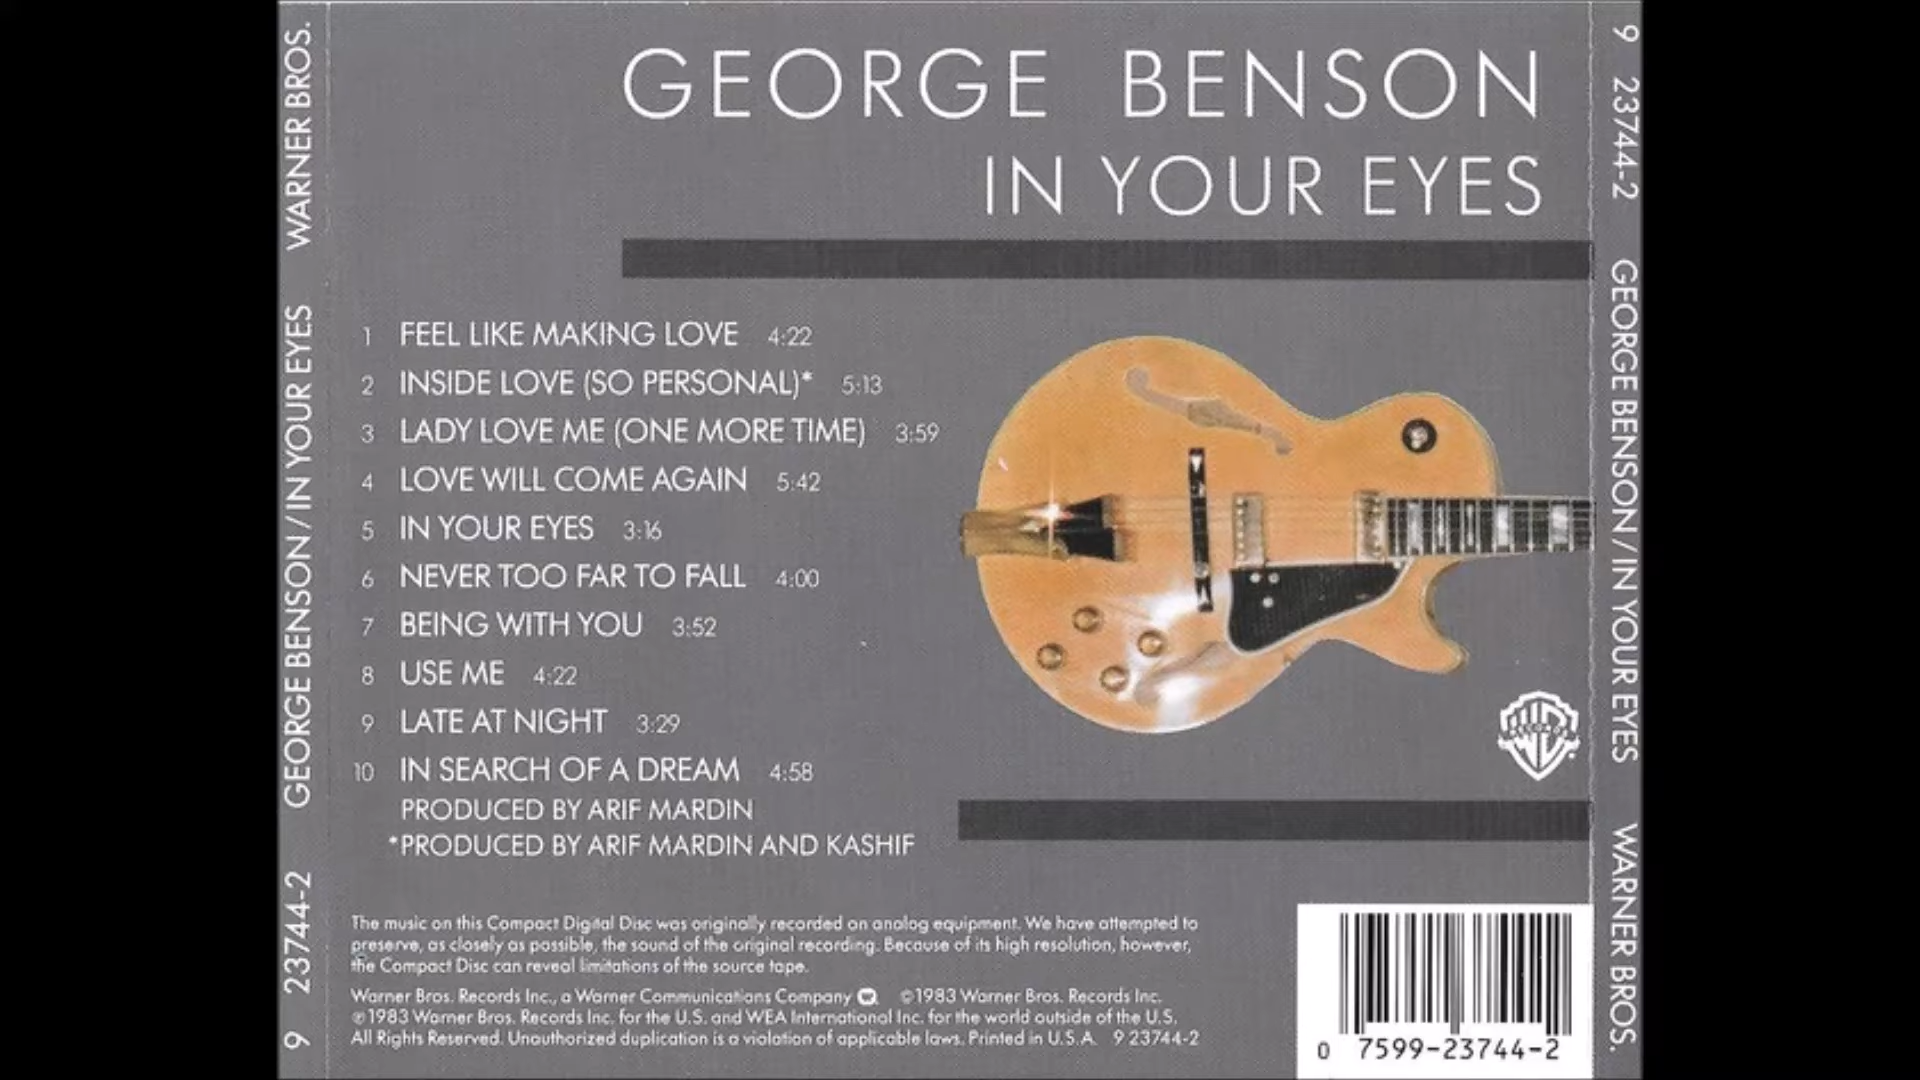 WARNER BROS.
GEORGE BENSON / IN YOUR EYES
9 23744-2
GEORGE BENSON
IN YOUR EYES
1 FEEL LIKE MAKING LOVE 4:22
2 INSIDE LOVE (SO PERSONAL)* 5:13
3 LADY LOVE ME (ONE MORE TIME) 3:59
4 LOVE WILL COME AGAIN 5:42
5 IN YOUR EYES 3:16
6 NEVER TOO FAR TO FALL 4:00
7 BEING WITH YOU 3:52
8 USE ME 4:22
9 LATE AT NIGHT 3:29
10 IN SEARCH OF A DREAM 4:58
PRODUCED BY ARIF MARDIN
*PRODUCED BY ARIF MARDIN AND KASHIF
The music on this Compact Digital Disc was originally recorded on analog equipment. We have attempted to
preserve, as closely as possible, the sound of the original recording. Because of its high resolution, however,
the Compact Disc can reveal limitations of the source tape.
Warner Bros. Records Inc., a Warner Communications Company ©1983 Warner Bros. Records Inc.
℗1983 Warner Bros. Records Inc. for the U.S. and WEA International Inc. for the world outside of the U.S.
All Rights Reserved. Unauthorized duplication is a violation of applicable laws. Printed in U.S.A. 9 23744-2
0 7599-23744-2
9 23744-2
GEORGE BENSON / IN YOUR EYES
WARNER BROS.